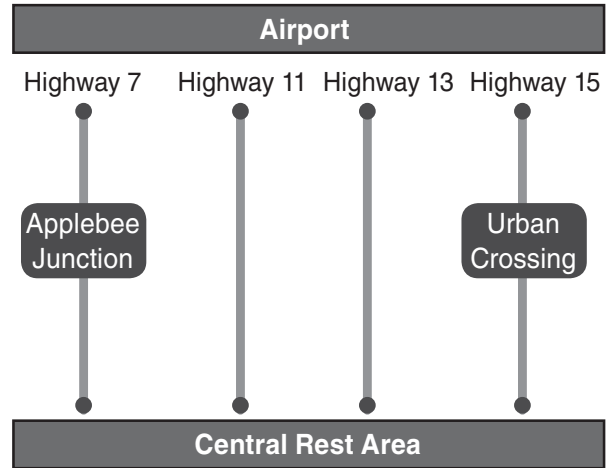 Airport
Highway 7 Highway 11 Highway 13 Highway 15
Applebee
Junction
Urban
Crossing
Central Rest Area